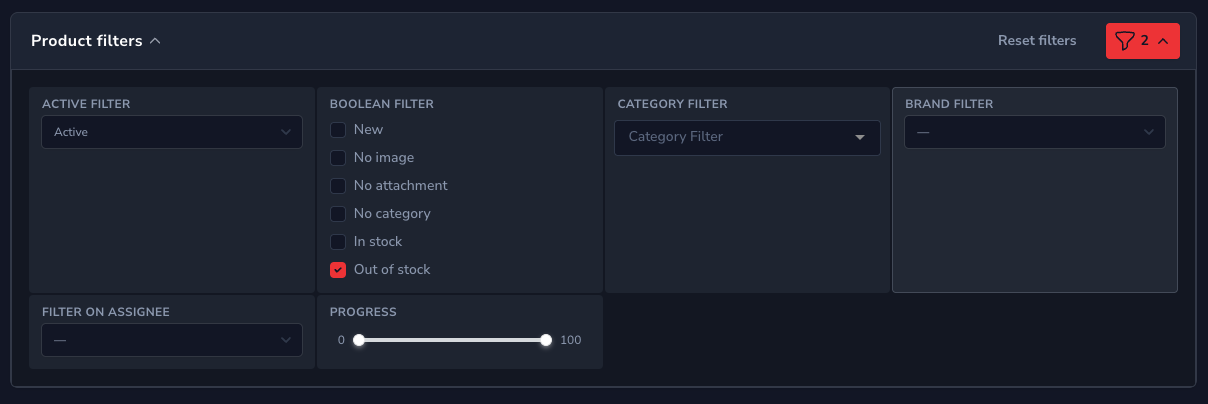 Product filters
Reset filters
2
ACTIVE FILTER
Active
BOOLEAN FILTER
New
No image
No attachment
No category
In stock
Out of stock
CATEGORY FILTER
Category Filter
BRAND FILTER
—
FILTER ON ASSIGNEE
—
PROGRESS
0
100